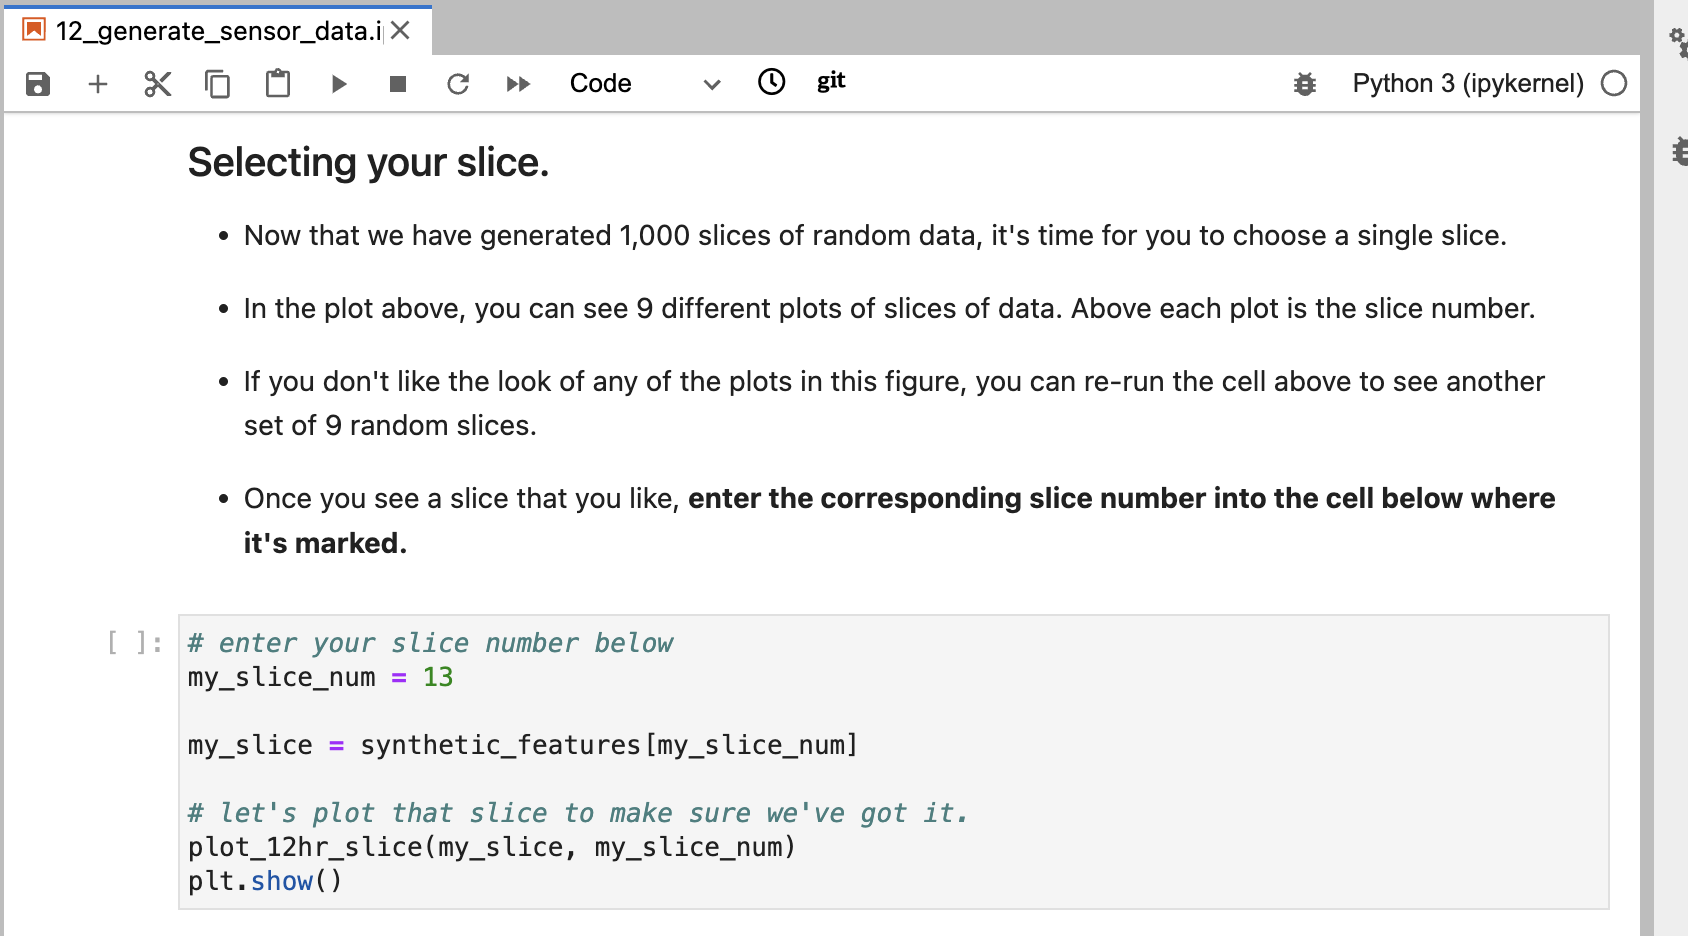 12_generate_sensor_data.i
Code
git
Python 3 (ipykernel)
Selecting your slice.
• Now that we have generated 1,000 slices of random data, it's time for you to choose a single slice.
• In the plot above, you can see 9 different plots of slices of data. Above each plot is the slice number.
• If you don't like the look of any of the plots in this figure, you can re-run the cell above to see another
set of 9 random slices.
• Once you see a slice that you like, enter the corresponding slice number into the cell below where
it's marked.
[ ]:
# enter your slice number below
my_slice_num = 13
my_slice = synthetic_features[my_slice_num]
# let's plot that slice to make sure we've got it.
plot_12hr_slice(my_slice, my_slice_num)
plt.show()